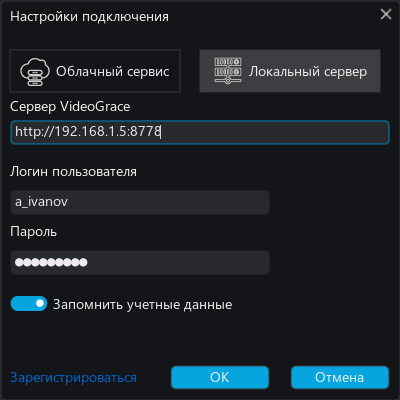 Настройки подключения
Облачный сервис
Локальный сервер
Сервер VideoGrace
http://192.168.1.5:8778
Логин пользователя
a_ivanov
Пароль
●●●●●●●●●
Запомнить учетные данные
Зарегистрироваться
OK
Отмена